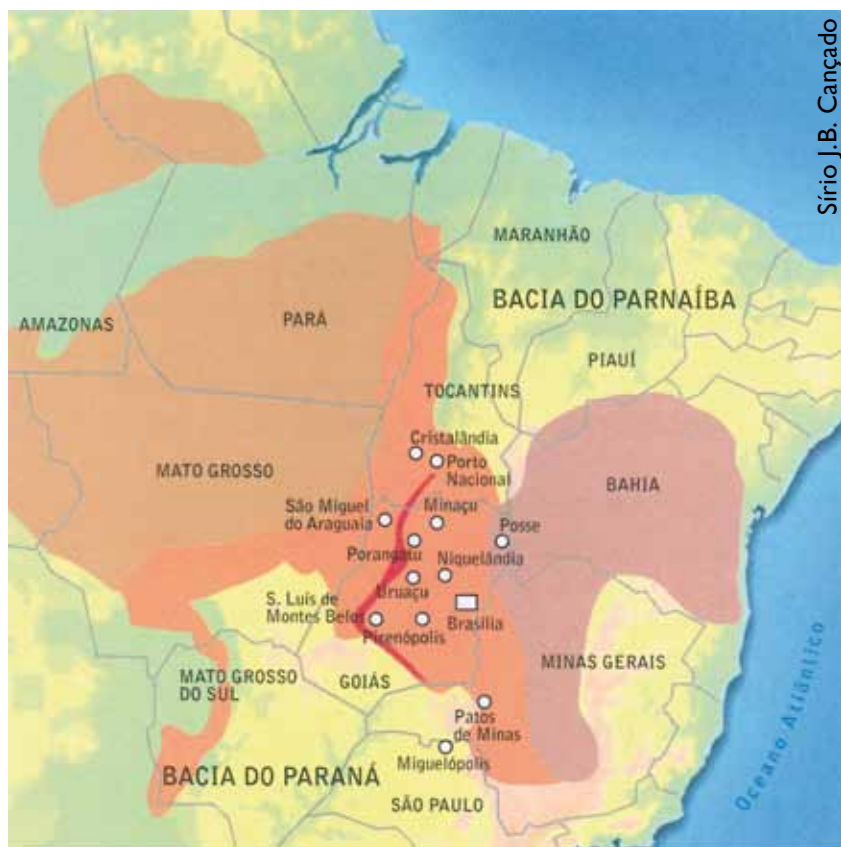 Sírio J.B. Cançado
MARANHÃO
BACIA DO PARNAÍBA
AMAZONAS
PARÁ
PIAUÍ
TOCANTINS
Cristalândia
Porto
Nacional
MATO GROSSO
BAHIA
São Miguel
do Araguaia
Minaçu
Posse
Porangatu
Niquelândia
Uruaçu
S. Luís de
Montes Belos
Pirenópolis
Brasília
MINAS GERAIS
MATO GROSSO
DO SUL
GOIÁS
Patos
de Minas
Miguelópolis
BACIA DO PARANÁ
SÃO PAULO
Oceano Atlântico